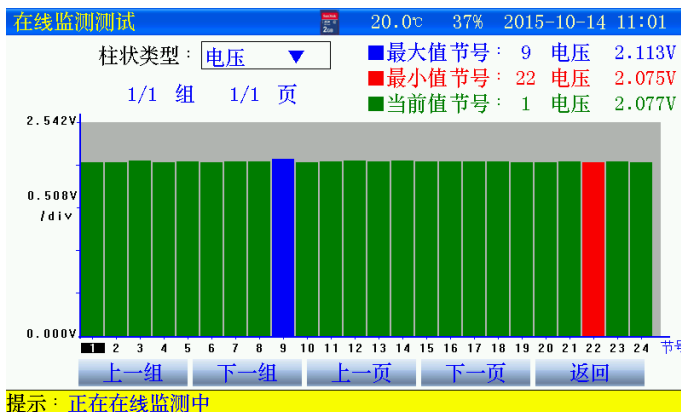 在线监测测试 20.0℃ 37% 2015-10-14 11:01
柱状类型： 电压 ▼
1/1 组 1/1 页
■最大值节号： 9 电压 2.113V
■最小值节号： 22 电压 2.075V
■当前值节号： 1 电压 2.077V
2.542V
0.508V
/div
0.000V
1 2 3 4 5 6 7 8 9 10 11 12 13 14 15 16 17 18 19 20 21 22 23 24 节号
上一组 下一组 上一页 下一页 返回
提示：正在在线监测中